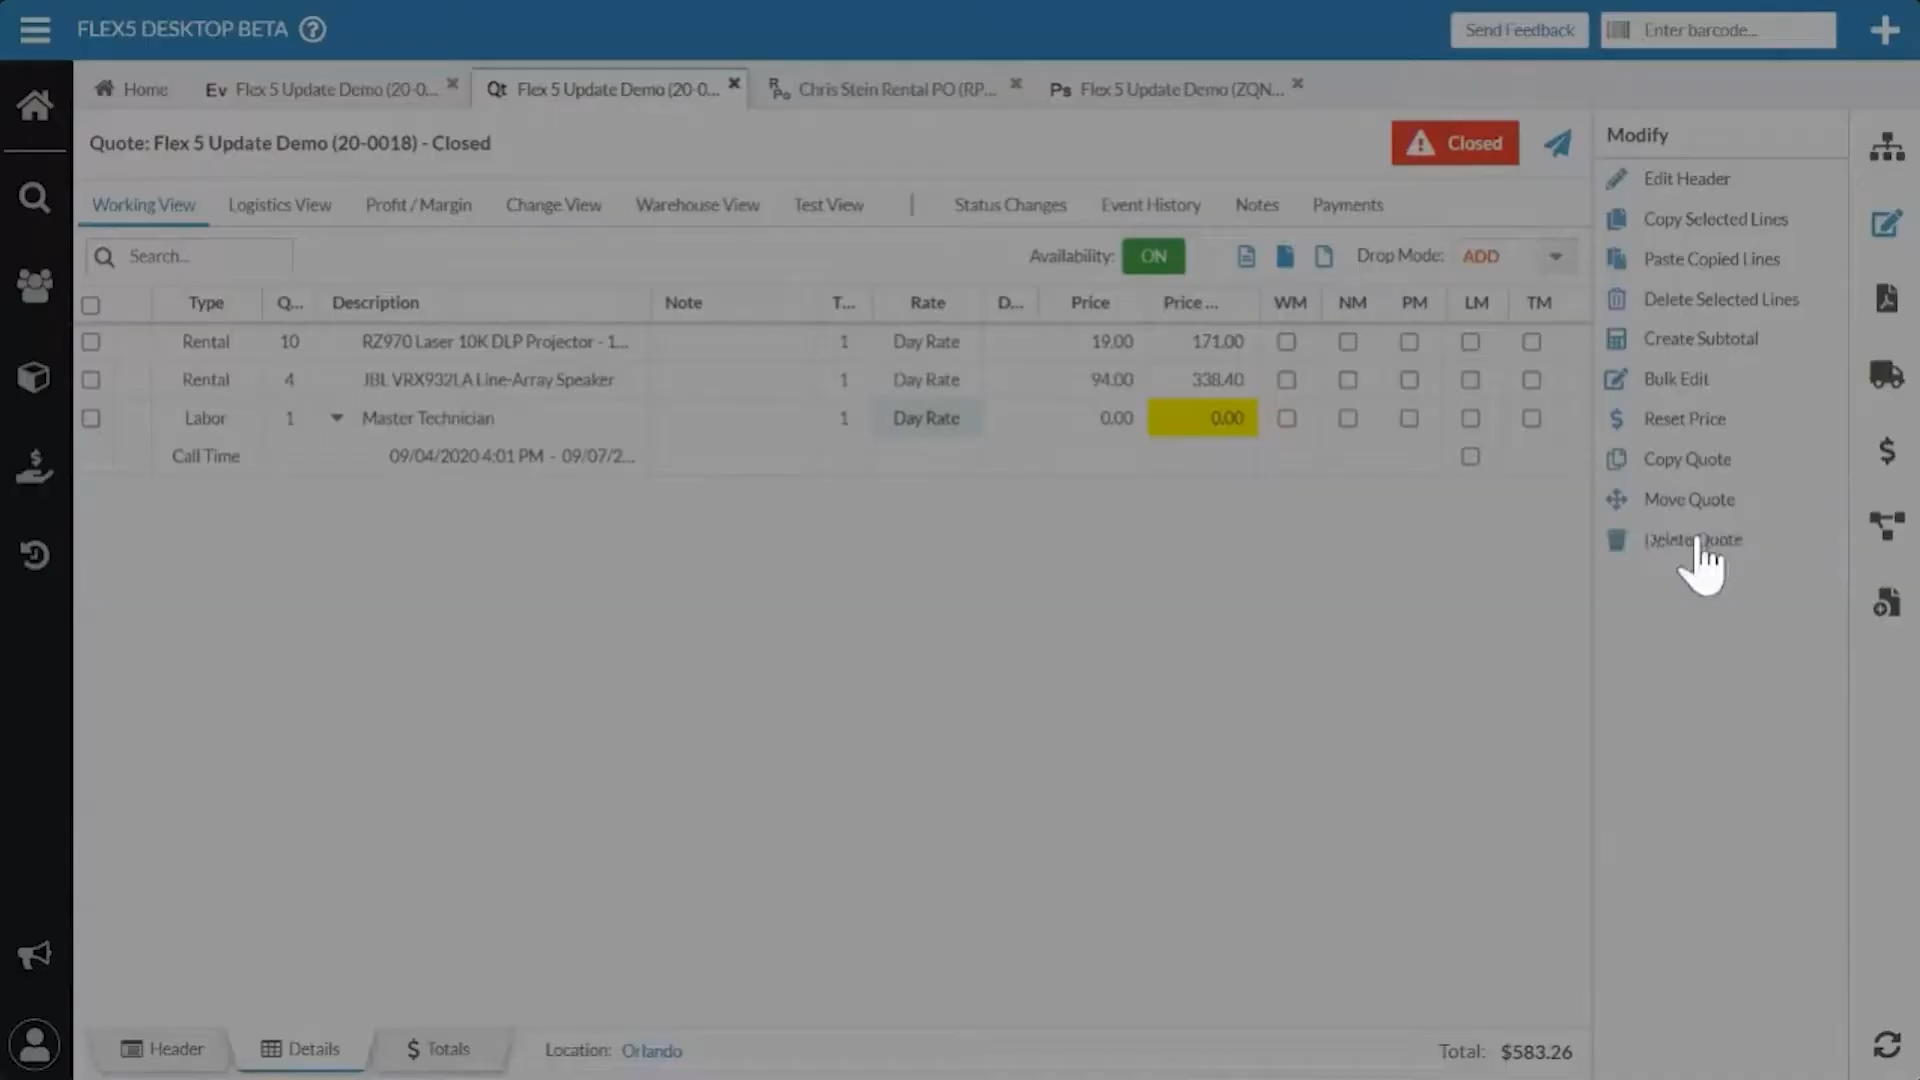 FLEX5 DESKTOP BETA ?
Send Feedback
Enter barcode...
Home
Ev Flex 5 Update Demo (20-0...
Qt Flex 5 Update Demo (20-0...
RPo Chris Stein Rental PO (RP...
Ps Flex 5 Update Demo (ZQN...
Quote: Flex 5 Update Demo (20-0018) - Closed
Closed
Working View Logistics View Profit / Margin Change View Warehouse View Test View | Status Changes Event History Notes Payments
Search...
Availability: ON
Drop Mode: ADD
Type Q... Description Note T... Rate D... Price Price ... WM NM PM LM TM
Rental 10 RZ970 Laser 10K DLP Projector - 1... 1 Day Rate 19.00 171.00
Rental 4 JBL VRX932LA Line-Array Speaker 1 Day Rate 94.00 338.40
Labor 1 Master Technician 1 Day Rate 0.00 0.00
Call Time 09/04/2020 4:01 PM - 09/07/2...
Modify
Edit Header
Copy Selected Lines
Paste Copied Lines
Delete Selected Lines
Create Subtotal
Bulk Edit
Reset Price
Copy Quote
Move Quote
Delete Quote
Header
Details
Totals
Location: Orlando
Total: $583.26